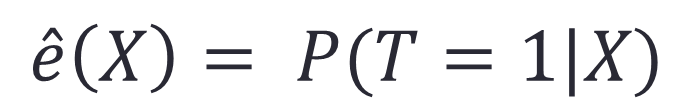 ê(X) = P(T = 1|X)